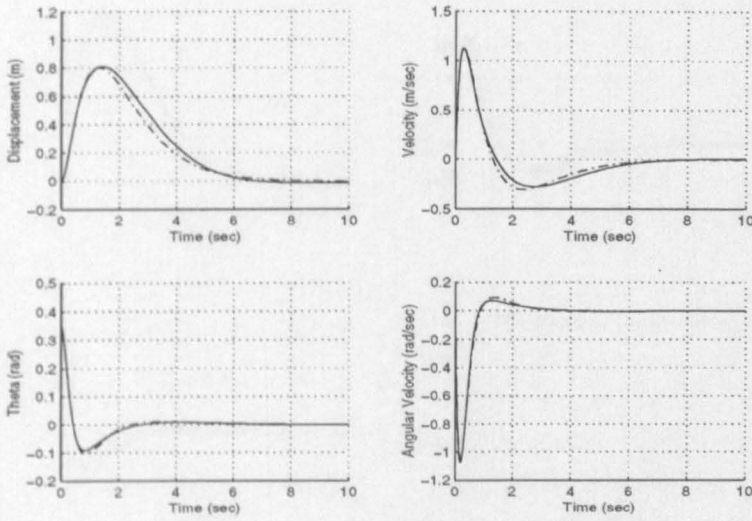 1.2
1
0.8
0.6
0.4
0.2
0
−0.2
Displacement (m)
0 2 4 6 8 10
Time (sec)
1.5
1
0.5
0
−0.5
Velocity (m/sec)
0 2 4 6 8 10
Time (sec)
0.5
0.4
0.3
0.2
0.1
0
−0.1
−0.2
Theta (rad)
0 2 4 6 8 10
Time (sec)
0.2
0
−0.2
−0.4
−0.6
−0.8
−1
−1.2
Angular Velocity (rad/sec)
0 2 4 6 8 10
Time (sec)